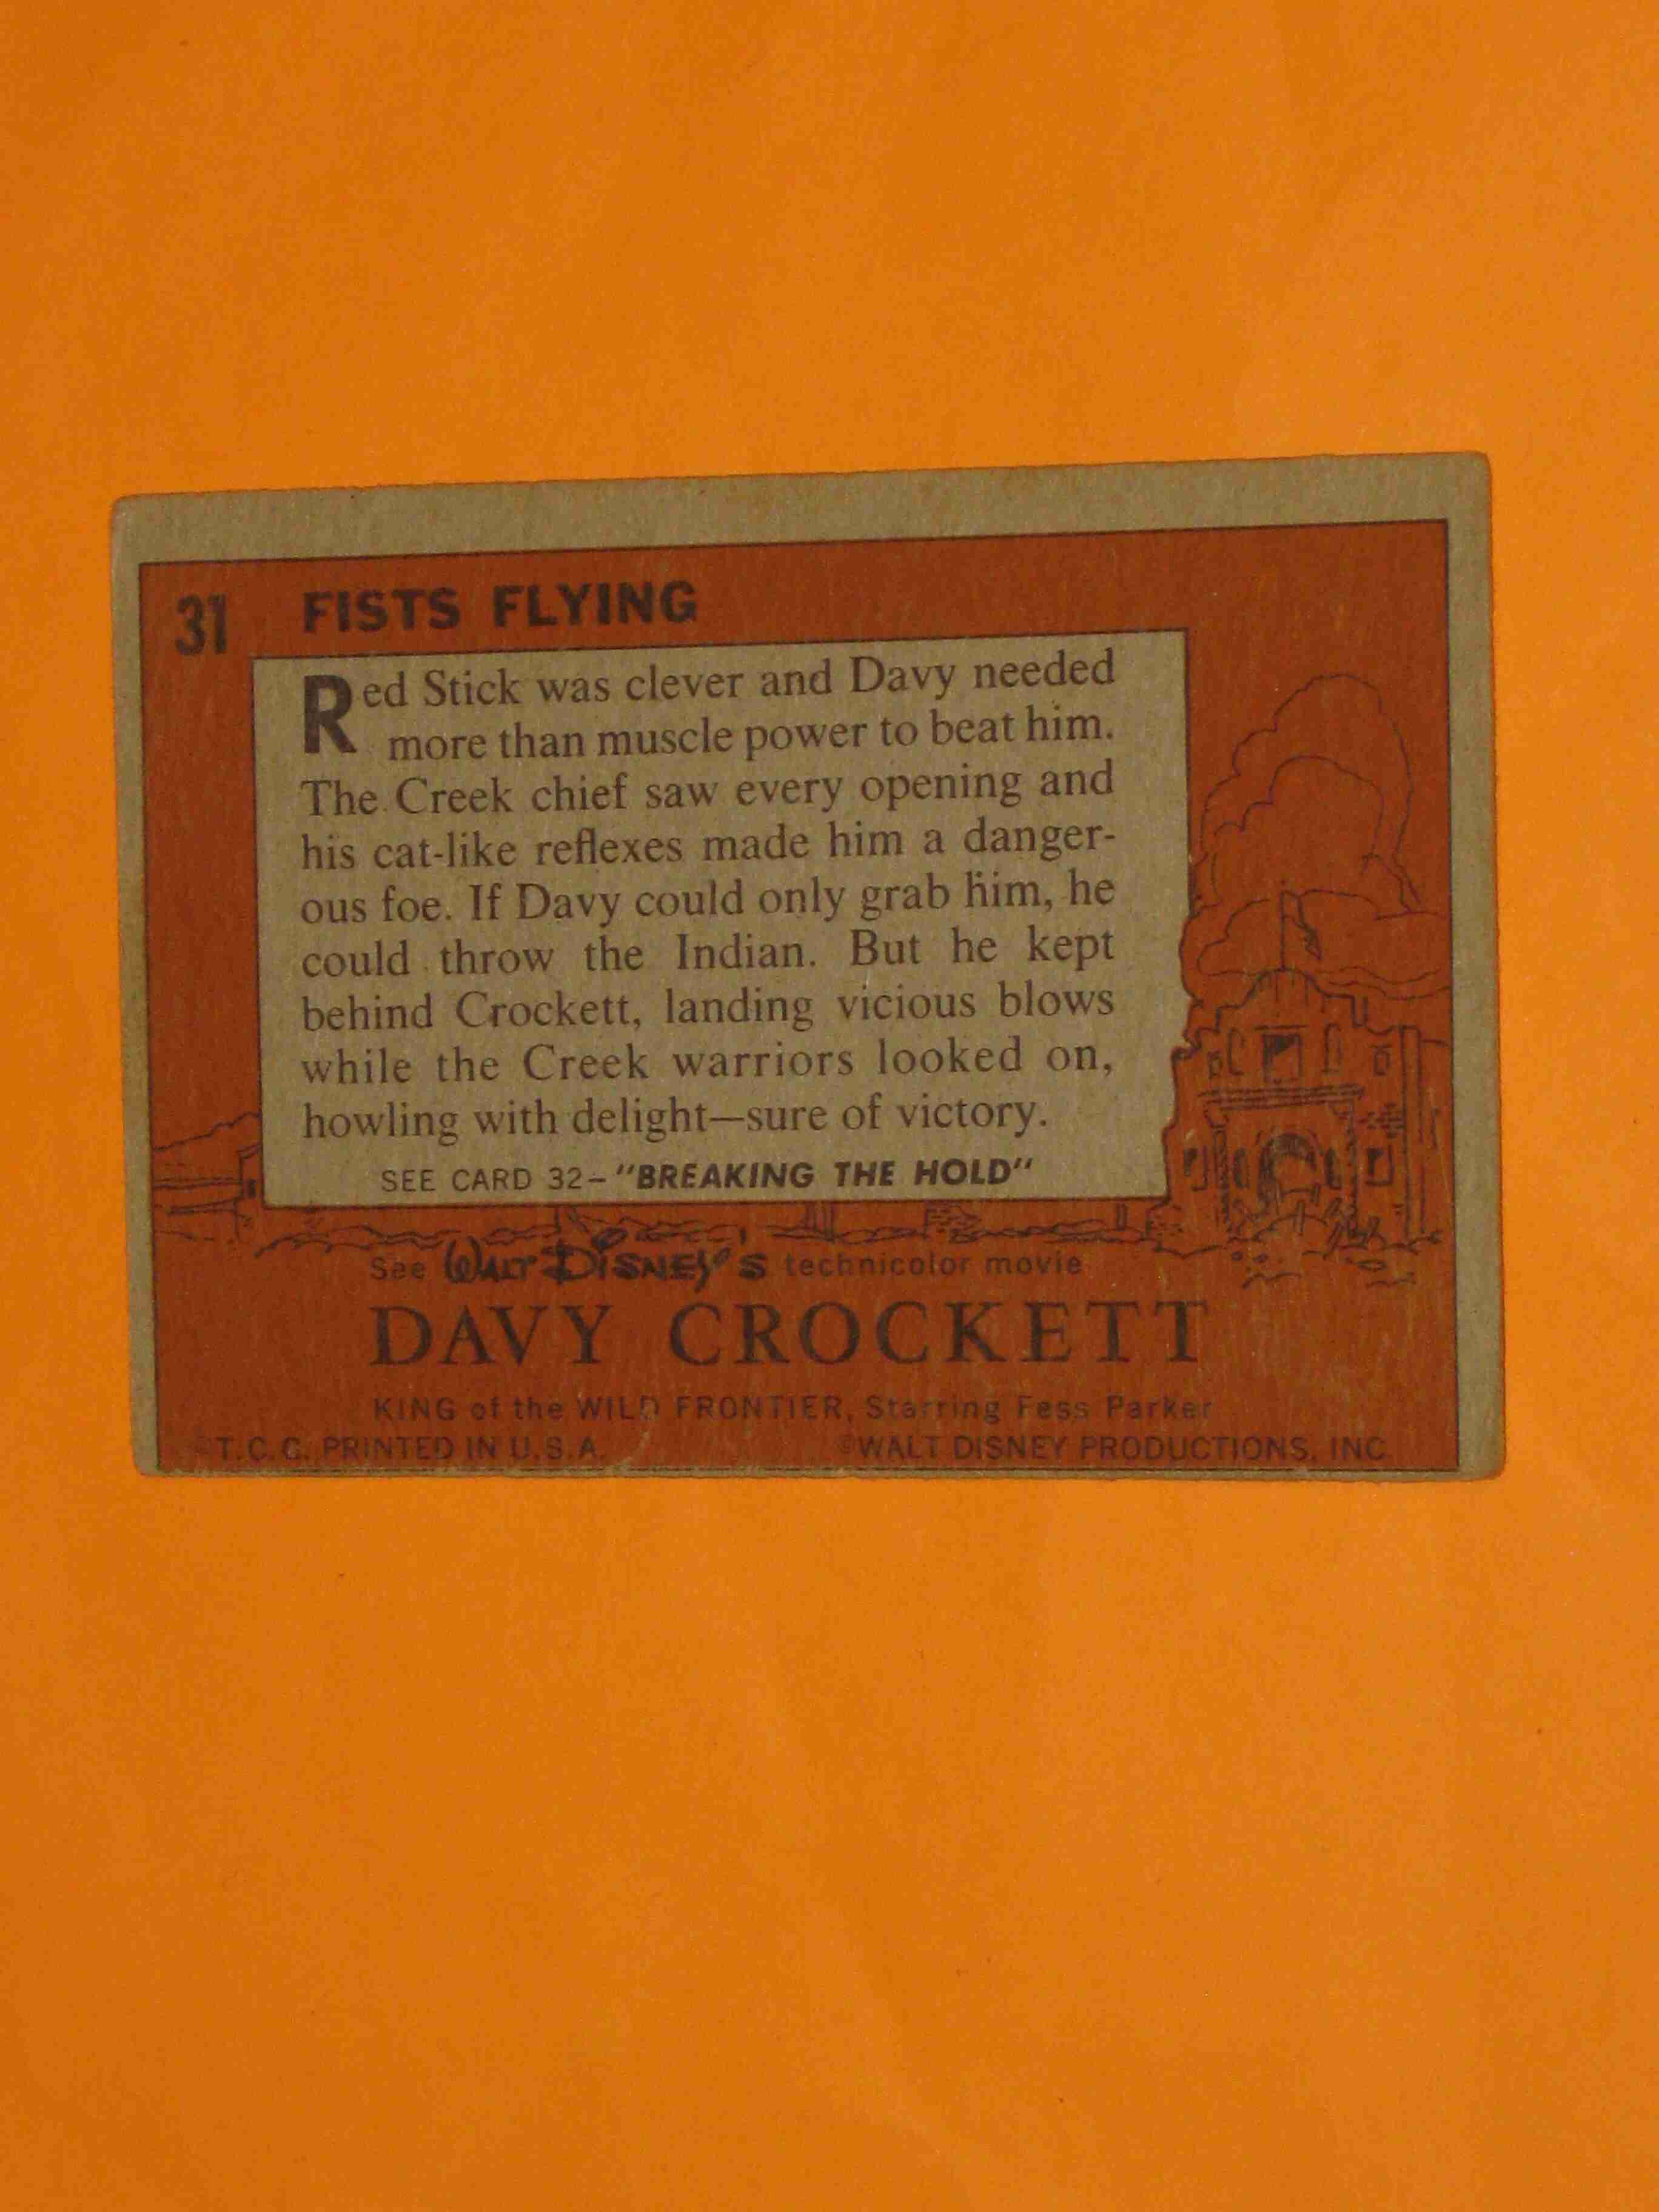 31 FISTS FLYING
Red Stick was clever and Davy needed
more than muscle power to beat him.
The Creek chief saw every opening and
his cat-like reflexes made him a danger-
ous foe. If Davy could only grab him, he
could throw the Indian. But he kept
behind Crockett, landing vicious blows
while the Creek warriors looked on,
howling with delight—sure of victory.
SEE CARD 32–"BREAKING THE HOLD"
See WALT DISNEY'S technicolor movie
DAVY CROCKETT
KING of the WILD FRONTIER, Starring Fess Parker
©T.C.G. PRINTED IN U.S.A. ©WALT DISNEY PRODUCTIONS, INC.